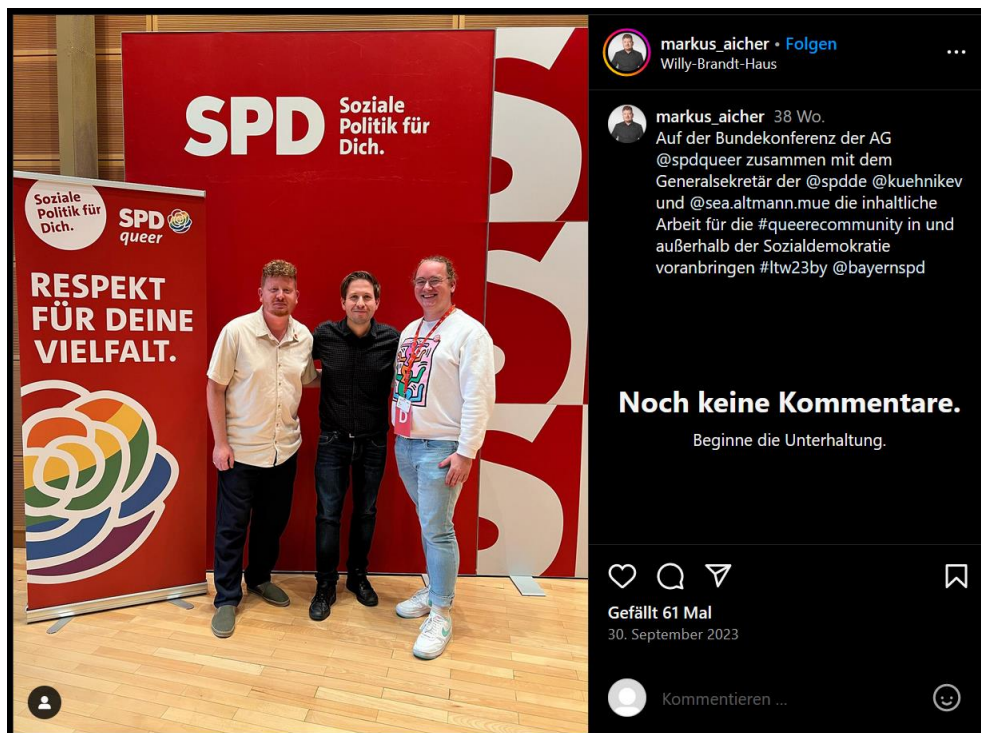 SPD
Soziale
Politik für
Dich.
Soziale
Politik für
Dich.
SPD
queer
RESPEKT
FÜR DEINE
VIELFALT.
D
markus_aicher • Folgen
Willy-Brandt-Haus
markus_aicher 38 Wo.
Auf der Bundekonferenz der AG
@spdqueer zusammen mit dem
Generalsekretär der @spdde @kuehnikev
und @sea.altmann.mue die inhaltliche
Arbeit für die #queerecommunity in und
außerhalb der Sozialdemokratie
voranbringen #ltw23by @bayernspd
Noch keine Kommentare.
Beginne die Unterhaltung.
Gefällt 61 Mal
30. September 2023
Kommentieren ...